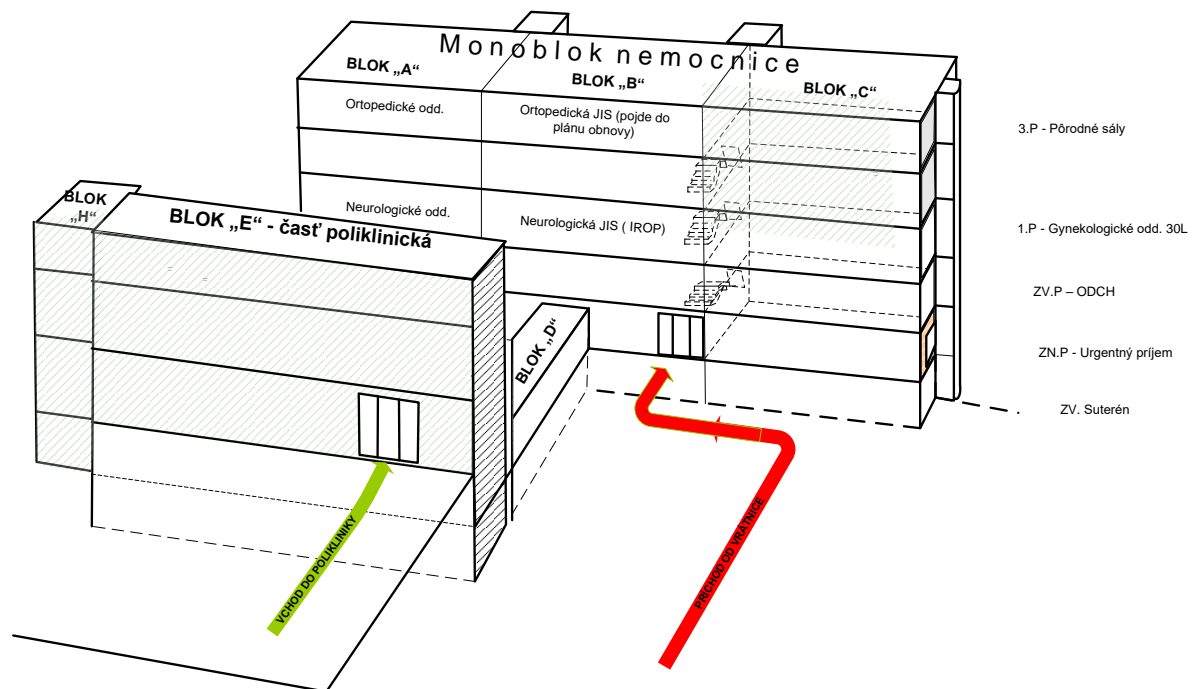 Monoblok nemocnice
BLOK „A“
BLOK „B“
BLOK „C“
Ortopedické odd.
Ortopedická JIS (pojde do
plánu obnovy)
3.P - Pôrodné sály
BLOK
„H“
BLOK „E“ - časť poliklinická
Neurologické odd.
Neurologická JIS ( IROP)
1.P - Gynekologické odd. 30L
ZV.P – ODCH
BLOK „D“
ZN.P - Urgentný príjem
ZV. Suterén
VCHOD DO POLIKLINIKY
PRÍCHOD OD VRÁTNICE